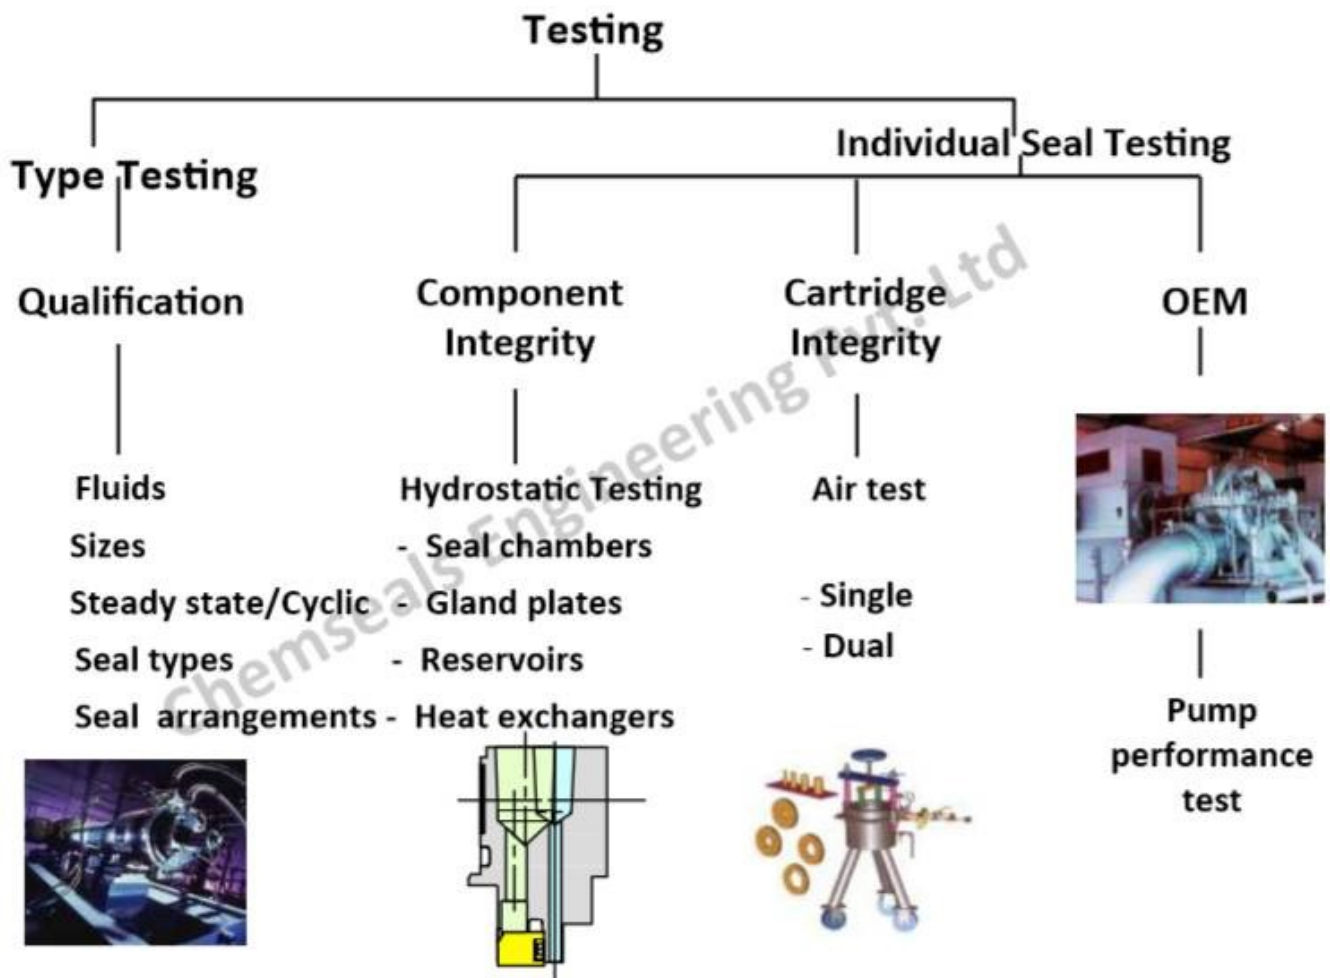 Testing
Type Testing
Individual Seal Testing
Qualification
Component
Integrity
Cartridge
Integrity
OEM
Fluids
Sizes
Steady state/Cyclic
Seal types
Seal arrangements
Hydrostatic Testing
- Seal chambers
- Gland plates
- Reservoirs
- Heat exchangers
Air test
- Single
- Dual
Pump
performance
test
Chemseals Engineering Pvt. Ltd